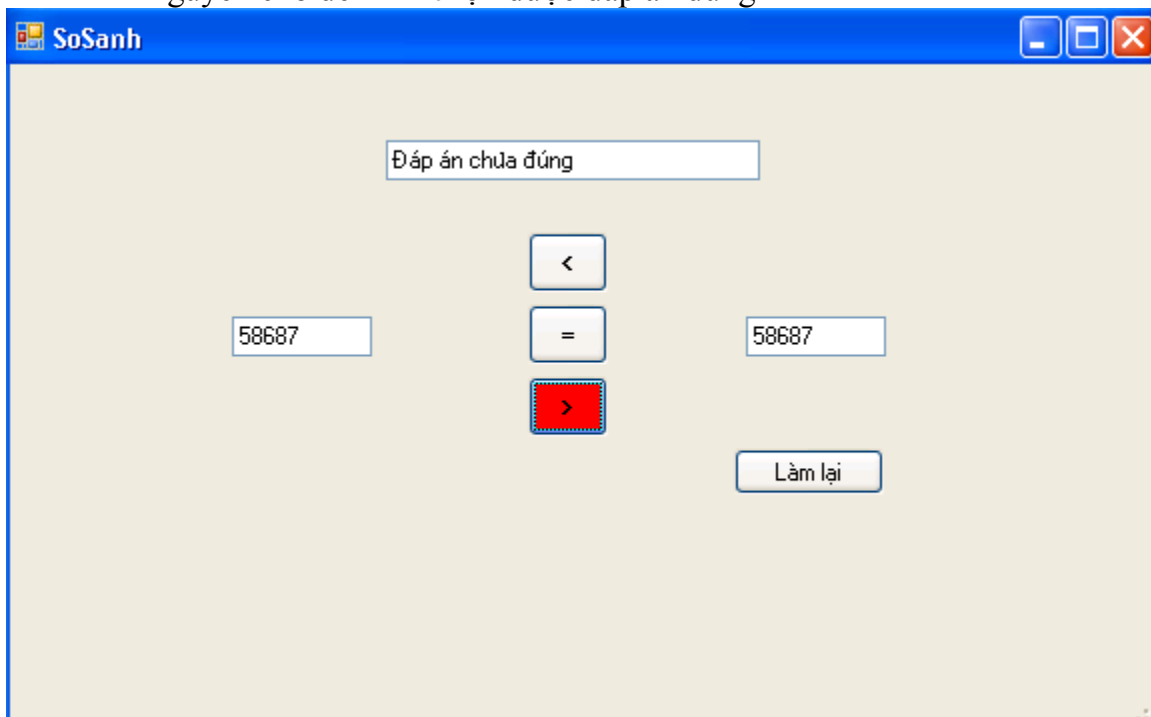 SoSanh
Đáp án chưa đúng
<
58687 = 58687
>
Làm lại